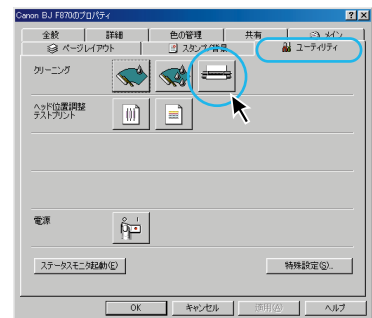 Canon BJ F870のプロパティ
全般 詳細 色の管理 共有 メイン
ページレイアウト スタンプ/背景 ユーティリティ
クリーニング
ヘッド位置調整
テストプリント
電源
ステータスモニタ起動(E) 特殊設定(S)...
OK キャンセル 適用(A) ヘルプ